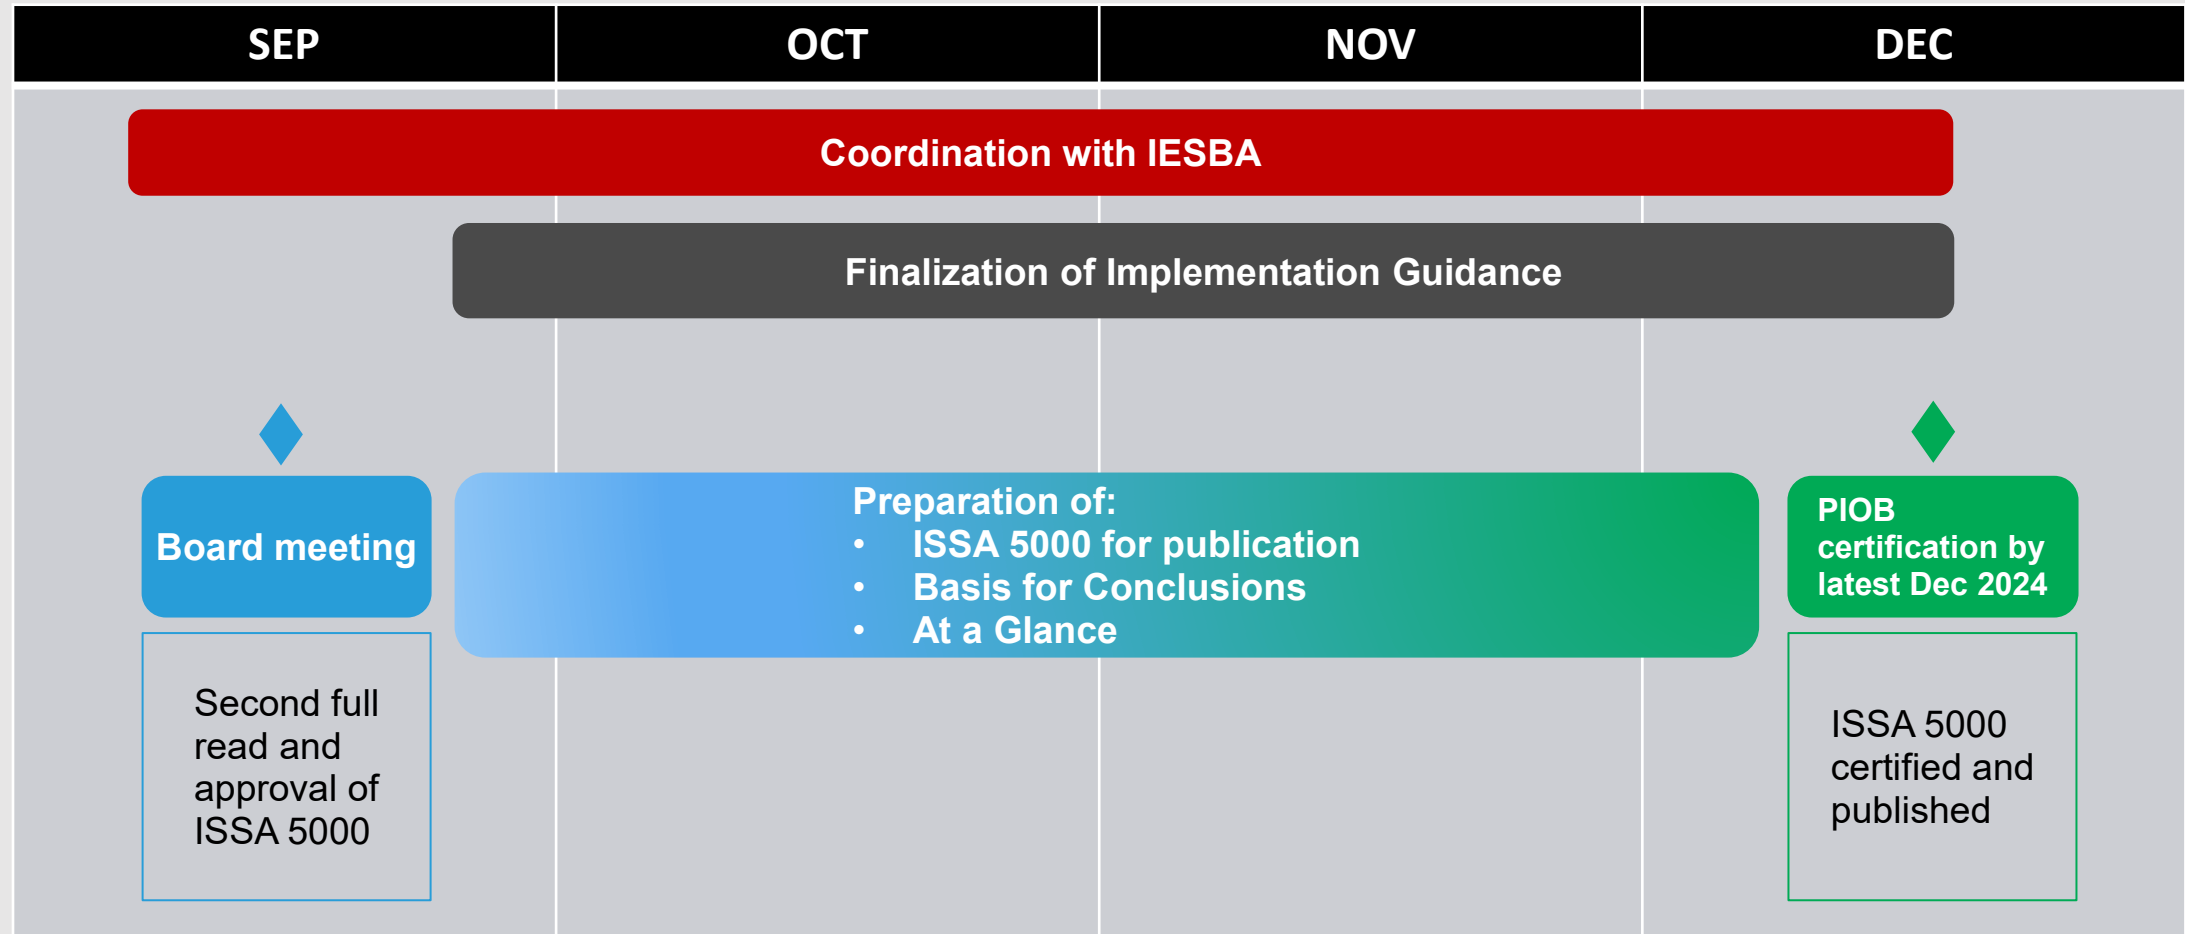 SEP
OCT
NOV
DEC
Coordination with IESBA
Finalization of Implementation Guidance
Board meeting
Preparation of:
• ISSA 5000 for publication
• Basis for Conclusions
• At a Glance
PIOB
certification by
latest Dec 2024
Second full
read and
approval of
ISSA 5000
ISSA 5000
certified and
published